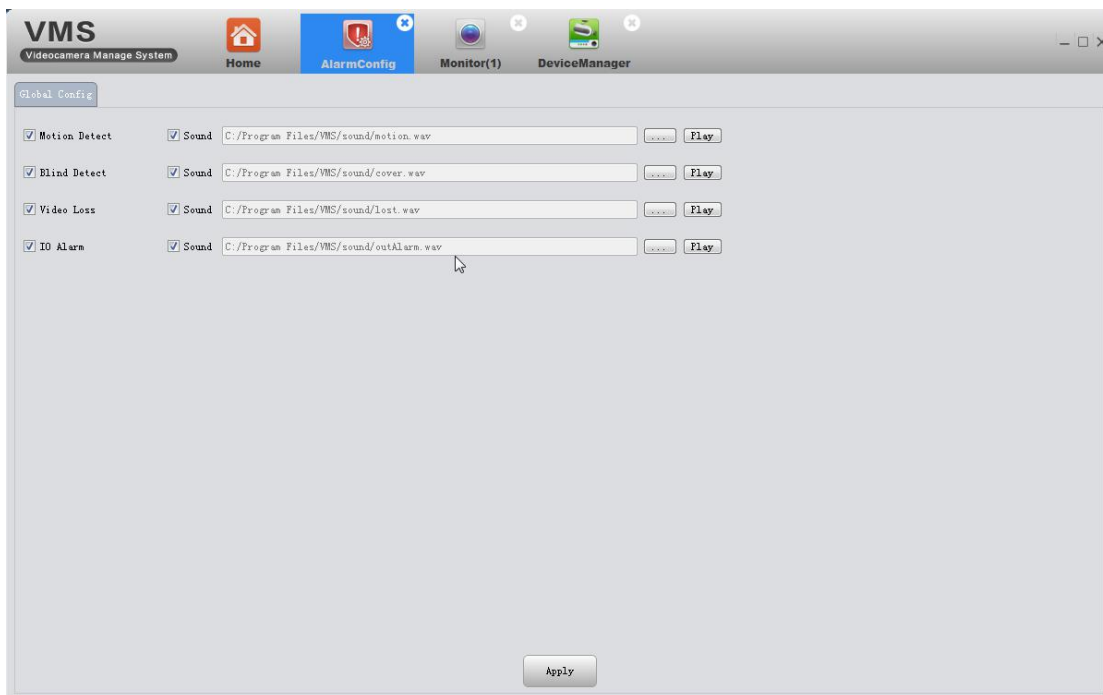 VMS
Videocamera Manage System
Home
AlarmConfig
Monitor(1)
DeviceManager
Global Config
Motion Detect Sound C:/Program Files/VMS/sound/motion.wav ... Play
Blind Detect Sound C:/Program Files/VMS/sound/cover.wav ... Play
Video Loss Sound C:/Program Files/VMS/sound/lost.wav ... Play
IO Alarm Sound C:/Program Files/VMS/sound/outAlarm.wav ... Play
Apply